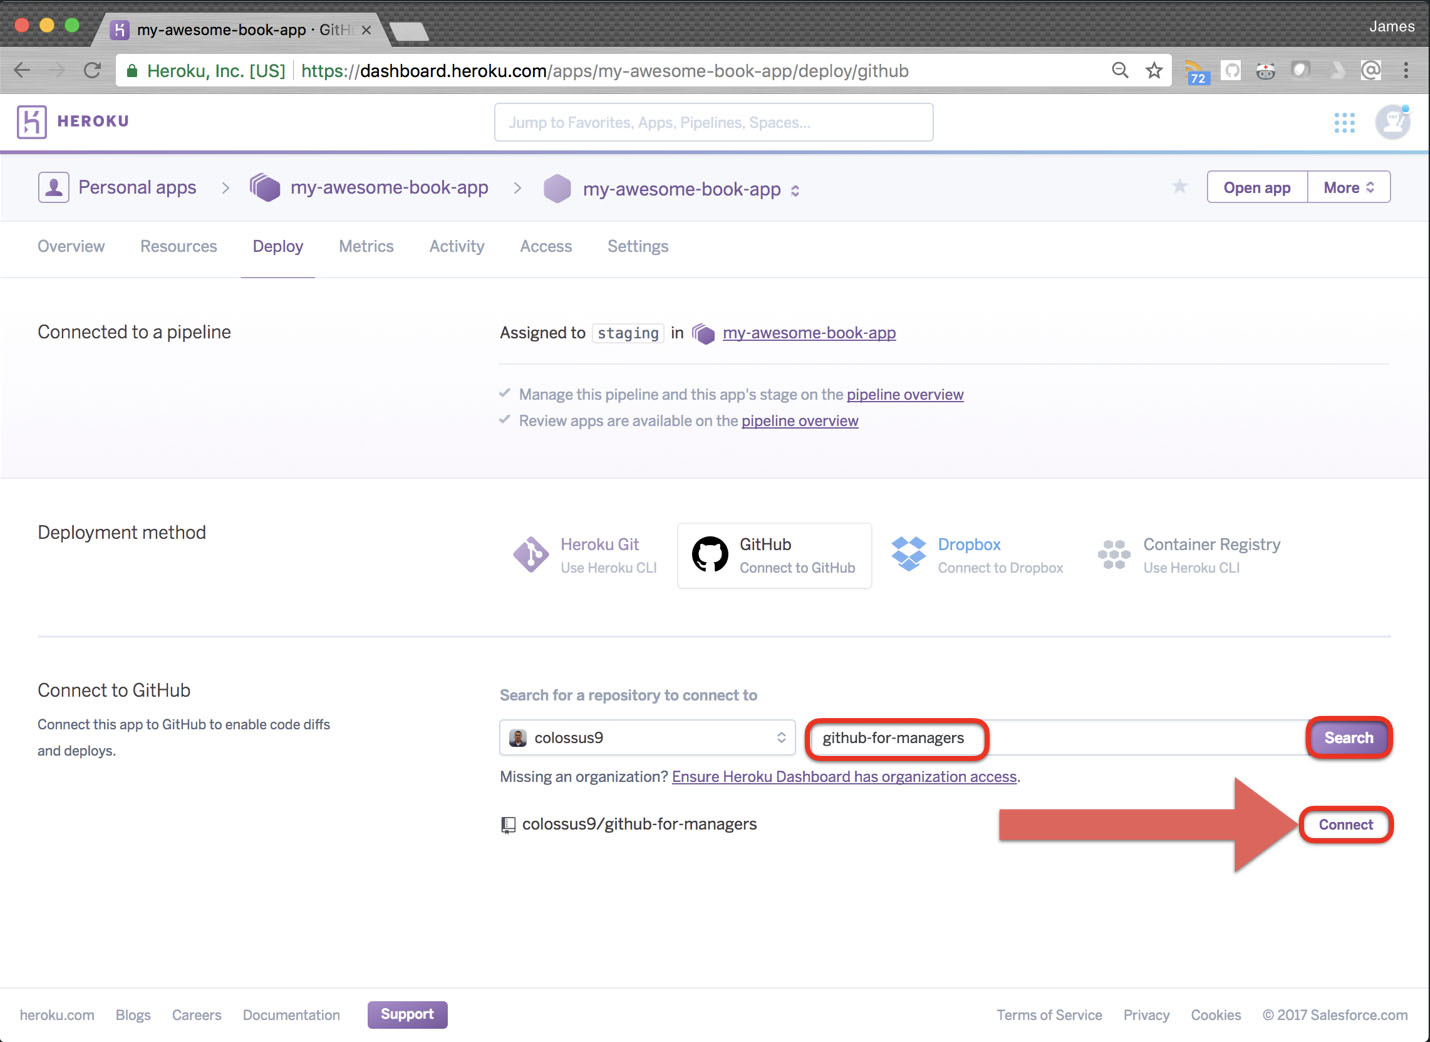 my-awesome-book-app · GitH
James
Heroku, Inc. [US] https://dashboard.heroku.com/apps/my-awesome-book-app/deploy/github
72
HEROKU
Jump to Favorites, Apps, Pipelines, Spaces...
Personal apps > my-awesome-book-app > my-awesome-book-app
Open app More
Overview Resources Deploy Metrics Activity Access Settings
Connected to a pipeline
Assigned to staging in my-awesome-book-app
Manage this pipeline and this app's stage on the pipeline overview
Review apps are available on the pipeline overview
Deployment method
Heroku Git
Use Heroku CLI
GitHub
Connect to GitHub
Dropbox
Connect to Dropbox
Container Registry
Use Heroku CLI
Connect to GitHub
Connect this app to GitHub to enable code diffs
and deploys.
Search for a repository to connect to
colossus9 github-for-managers Search
Missing an organization? Ensure Heroku Dashboard has organization access.
colossus9/github-for-managers Connect
heroku.com Blogs Careers Documentation Support Terms of Service Privacy Cookies © 2017 Salesforce.com